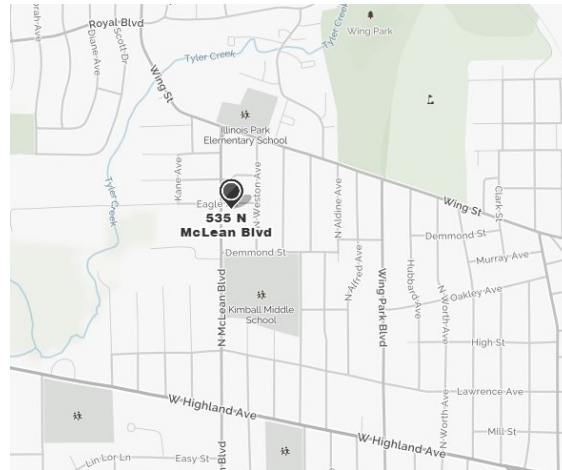 Royal Blvd
Diane Ave
Scott Dr
Wing St
Tyler Creek
Tyler Creek
Wing Park
Illinois Park
Elementary School
Kane Ave
N Weston Ave
Tyler Creek
Eagle
535 N
McLean Blvd
N Aldine Ave
Wing St
Clark St
Demmond St
Demmond St
Murray Ave
N McLean Blvd
Kimball Middle
School
N Alfred Ave
Wing Park Blvd
Hubbard Ave
N Worth Ave
Oakley Ave
High St
W Highland Ave
Lawrence Ave
N Worth Ave
Mill St
W Highland Ave
Lin Lor Ln
Easy St
Blvd